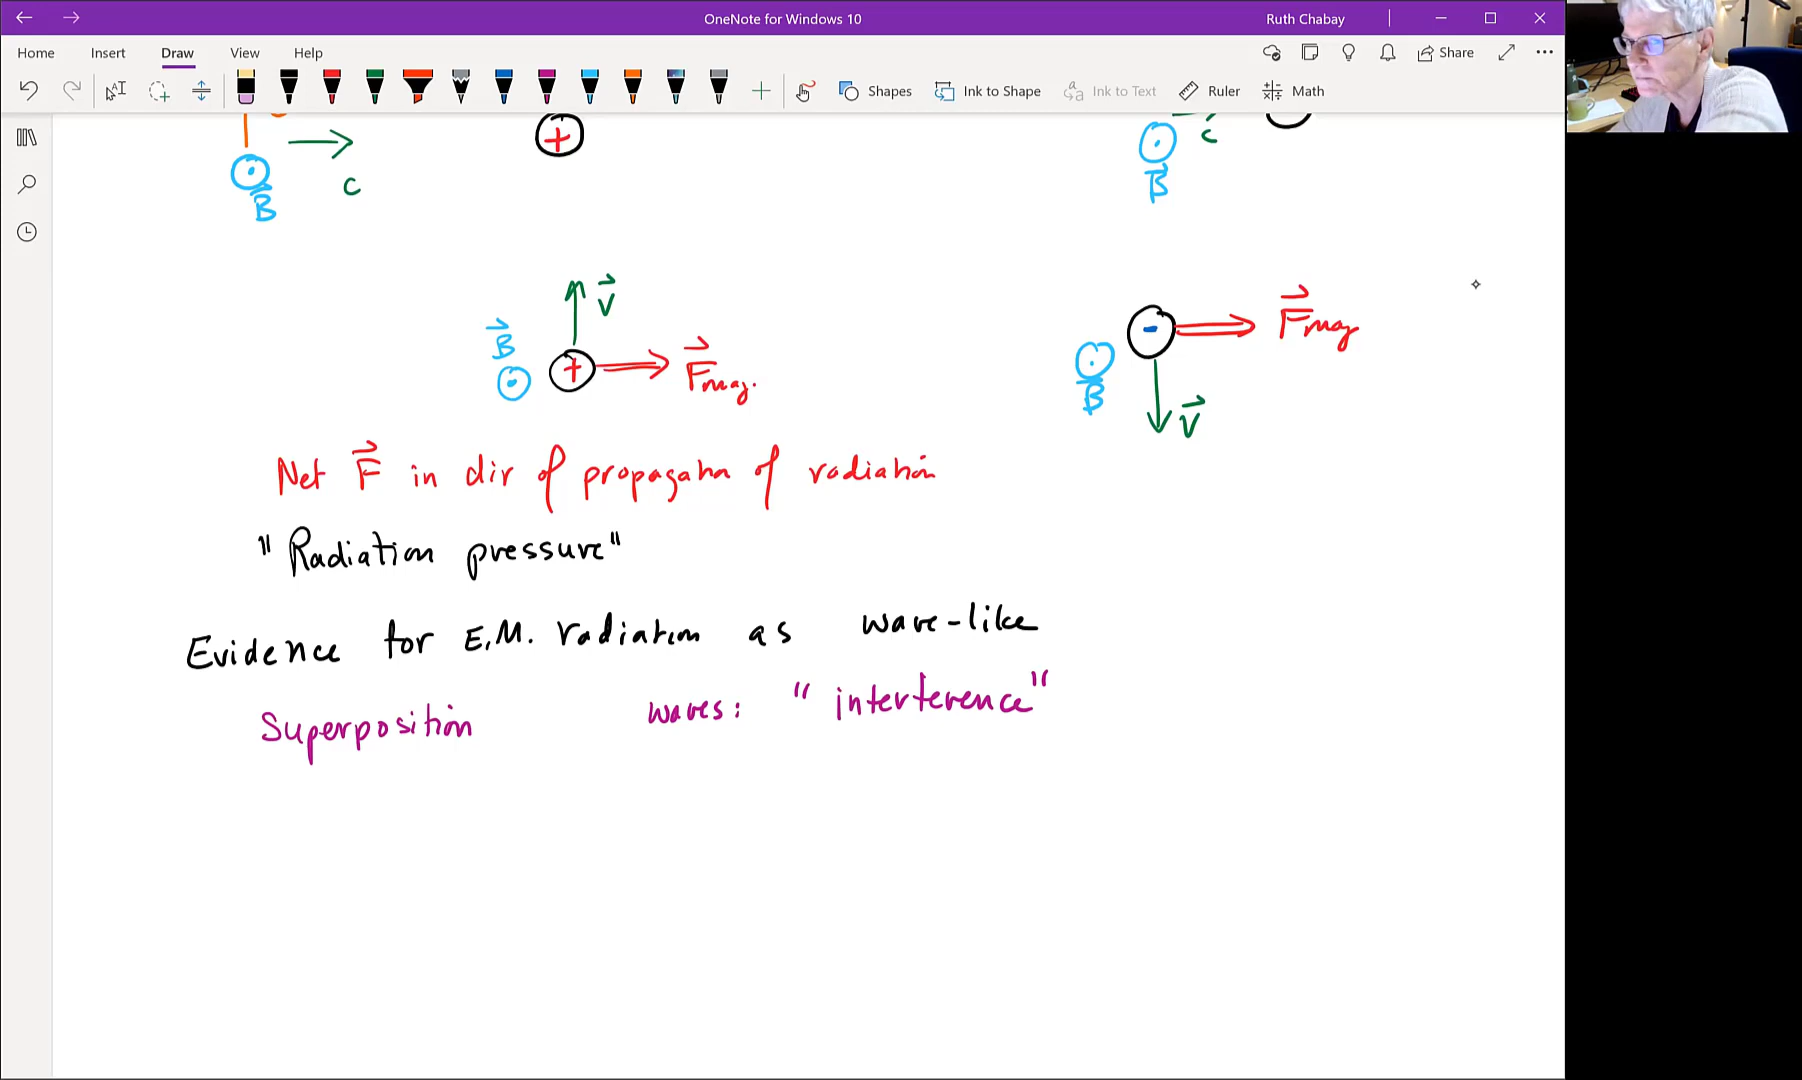 OneNote for Windows 10
Ruth Chabay
Home Insert Draw View Help
Share
Shapes Ink to Shape Ink to Text Ruler Math
c
B
c
B
v
B
+
Fmag.
-
Fmag
B
v
Net F in dir of propagatn of radiation
"Radiation pressure"
Evidence for E.M. radiation as wave-like
Superposition waves: "interference"